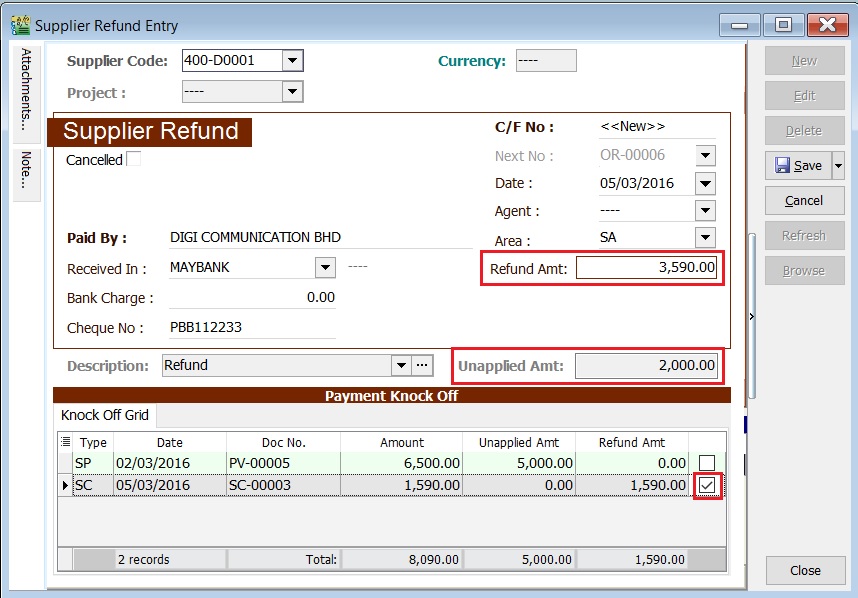 Supplier Refund Entry
Attachments...
Note...
Supplier Code: 400-D0001 Currency: ----
Project : ----
Supplier Refund
Cancelled
C/F No : <<New>>
Next No : OR-00006
Date : 05/03/2016
Agent : ----
Paid By : DIGI COMMUNICATION BHD
Area : SA
Received In : MAYBANK ----
Refund Amt: 3,590.00
Bank Charge : 0.00
Cheque No : PBB112233
Description: Refund ... Unapplied Amt: 2,000.00
Payment Knock Off
Knock Off Grid
Type Date Doc No. Amount Unapplied Amt Refund Amt
SP 02/03/2016 PV-00005 6,500.00 5,000.00 0.00
SC 05/03/2016 SC-00003 1,590.00 0.00 1,590.00
2 records Total: 8,090.00 5,000.00 1,590.00
New
Edit
Delete
Save
Cancel
Refresh
Browse
Close